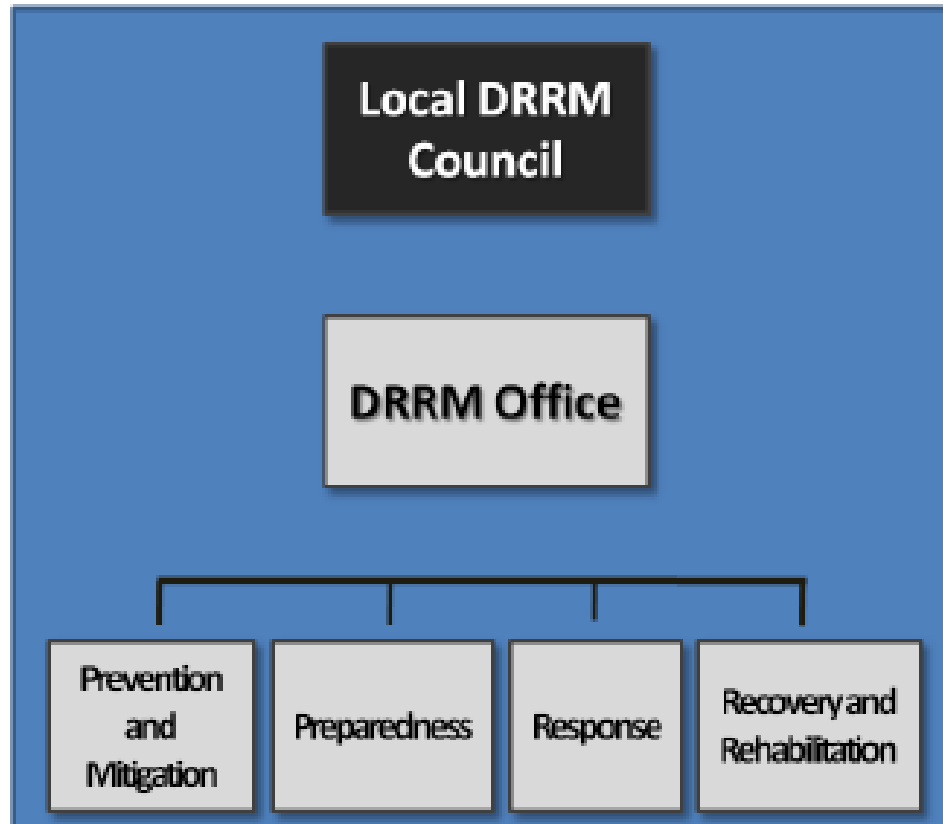 Local DRRM
Council
DRRM Office
Prevention
and
Mitigation
Preparedness
Response
Recovery and
Rehabilitation